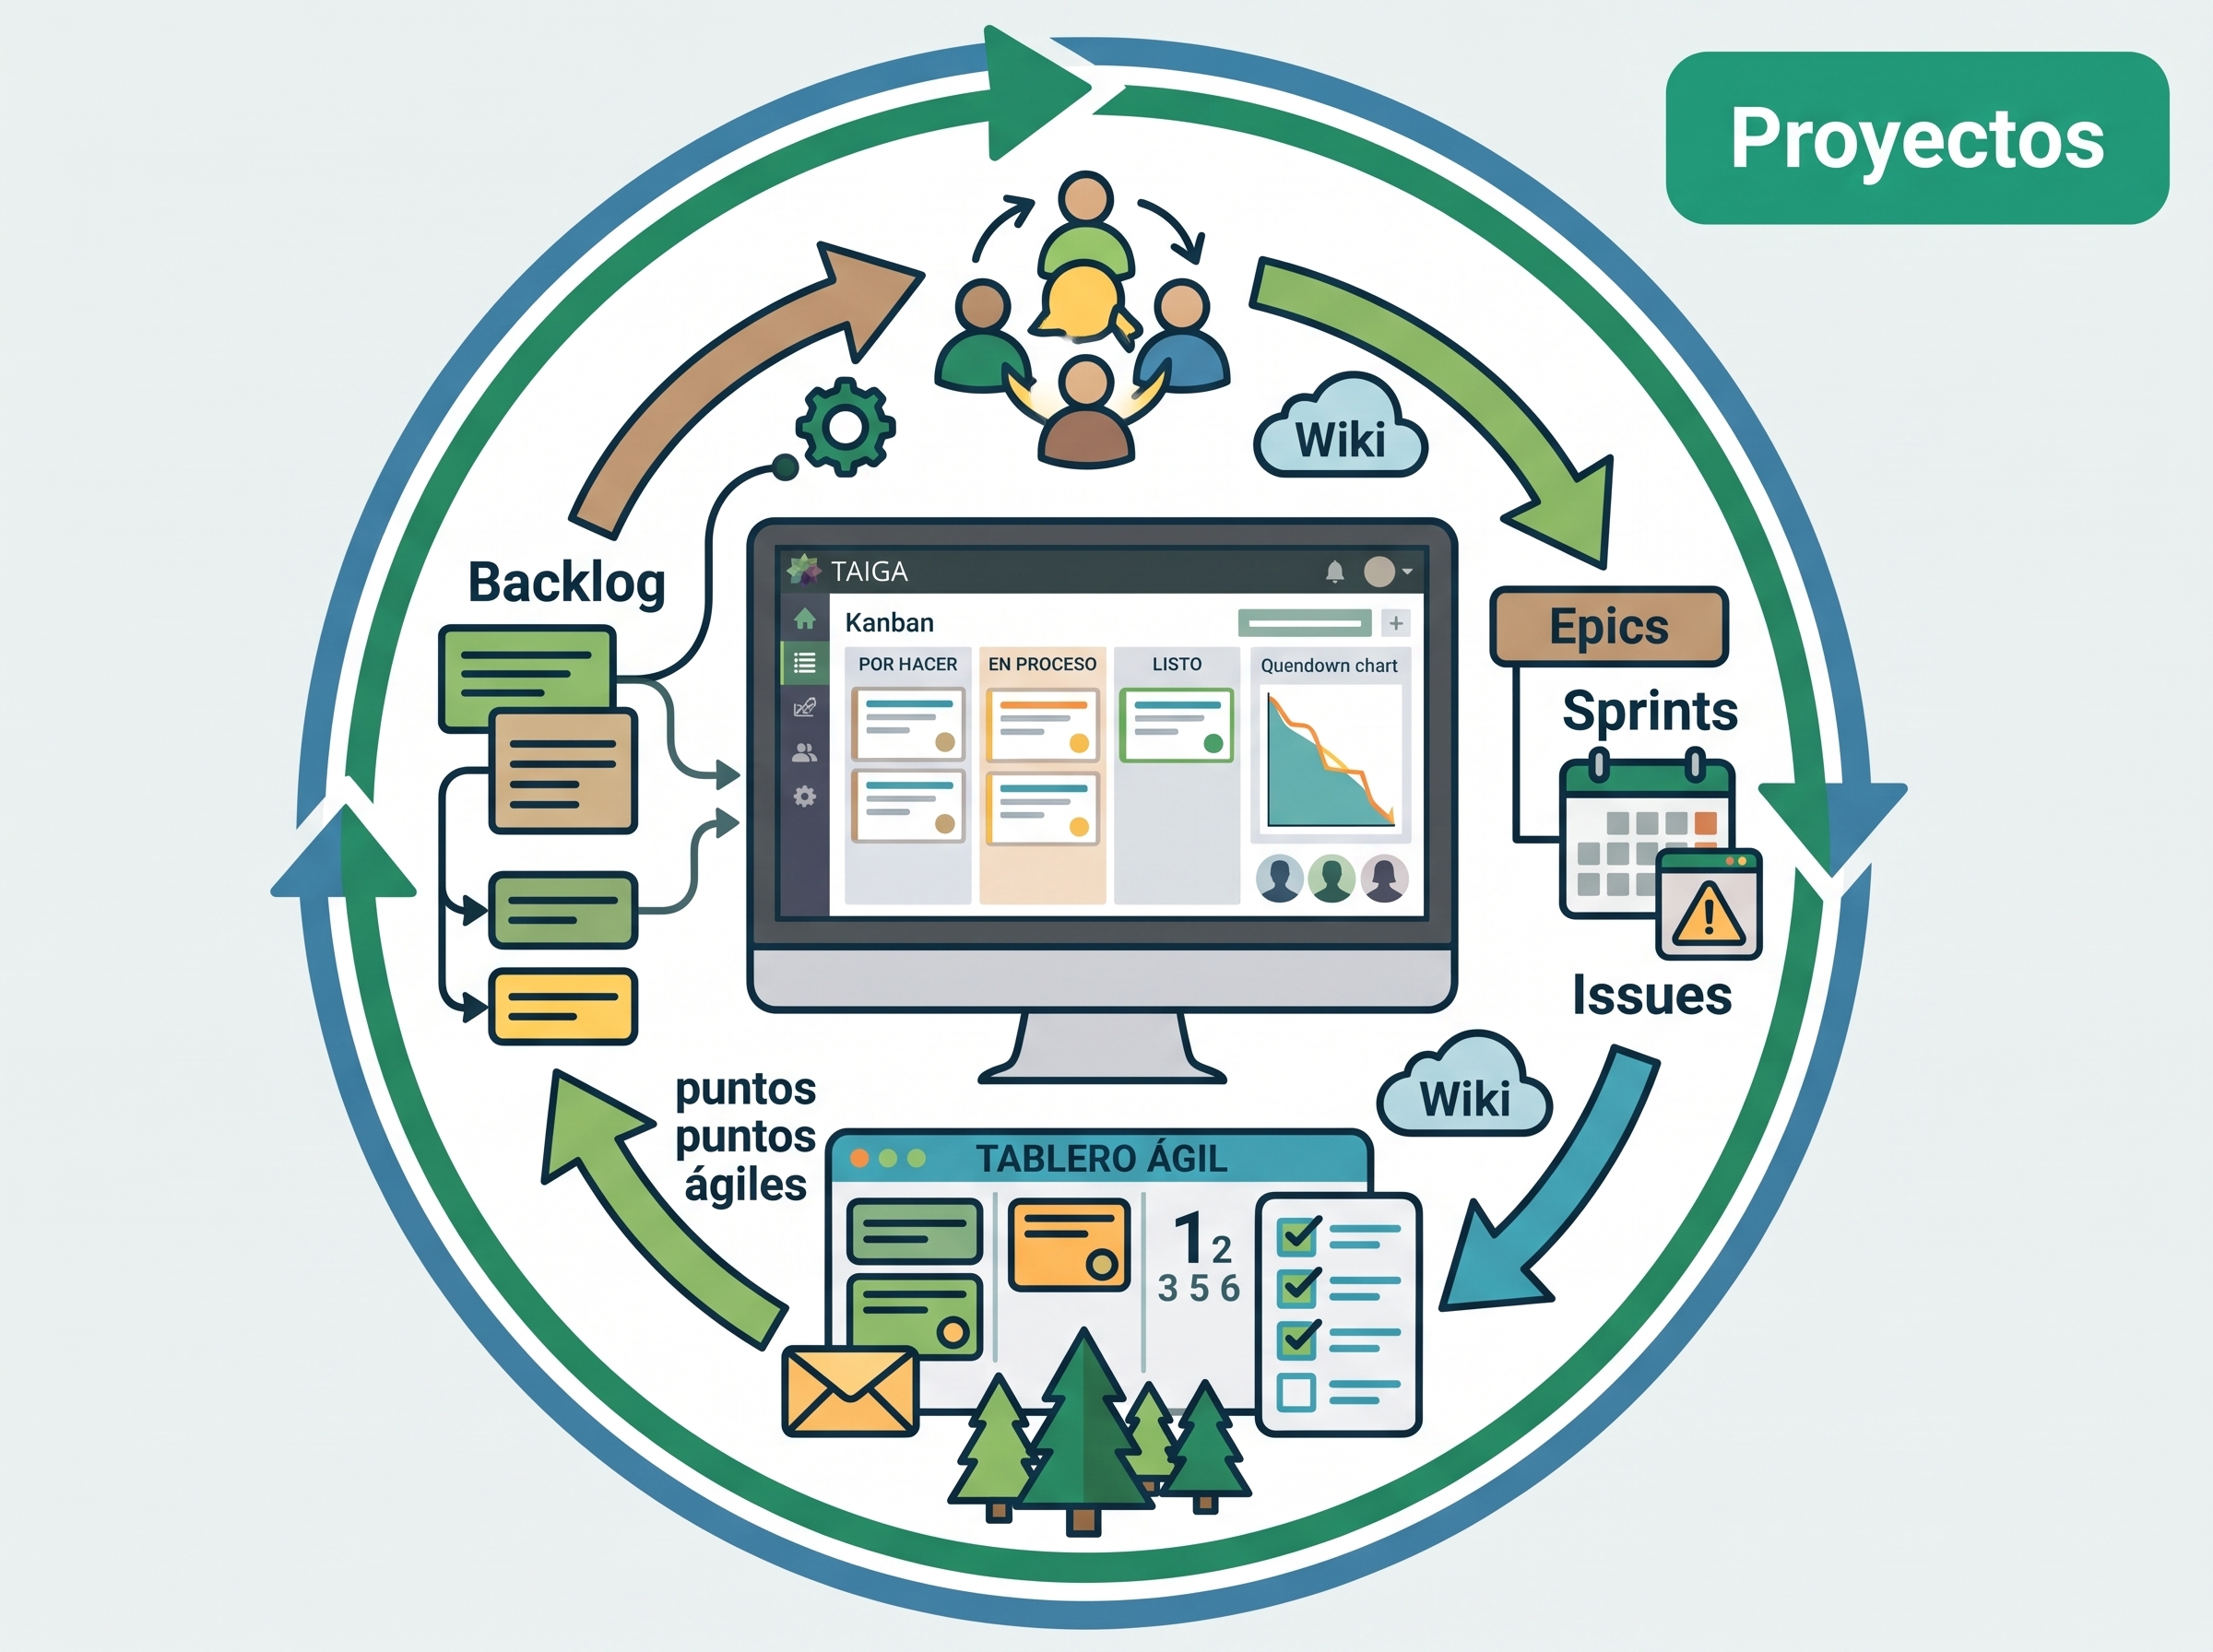 Proyectos
Wiki
Backlog
TAIGA
Kanban
+
POR HACER
EN PROCESO
LISTO
Quendown chart
Epics
Sprints
Issues
Wiki
puntos
puntos
ágiles
TABLERO ÁGIL
1 2
3 5 6